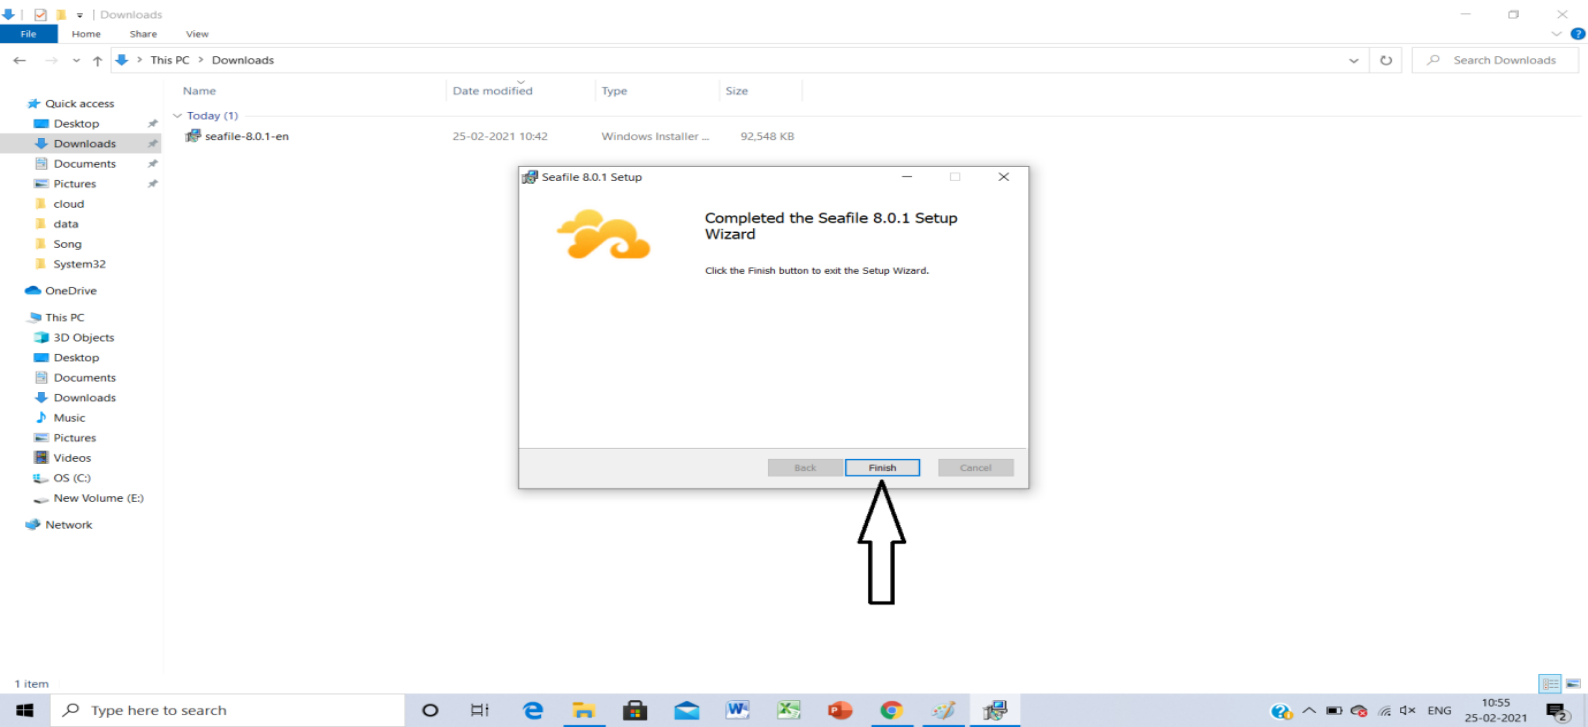 Downloads
File Home Share View
This PC > Downloads
Search Downloads
Name Date modified Type Size
Quick access
Today (1)
Desktop
seafile-8.0.1-en 25-02-2021 10:42 Windows Installer ... 92,548 KB
Downloads
Documents
Pictures
cloud
data
Song
System32
OneDrive
This PC
3D Objects
Desktop
Documents
Downloads
Music
Pictures
Videos
OS (C:)
New Volume (E:)
Network
Seafile 8.0.1 Setup
Completed the Seafile 8.0.1 Setup
Wizard
Click the Finish button to exit the Setup Wizard.
Back Finish Cancel
1 item
Type here to search
ENG
10:55
25-02-2021
2